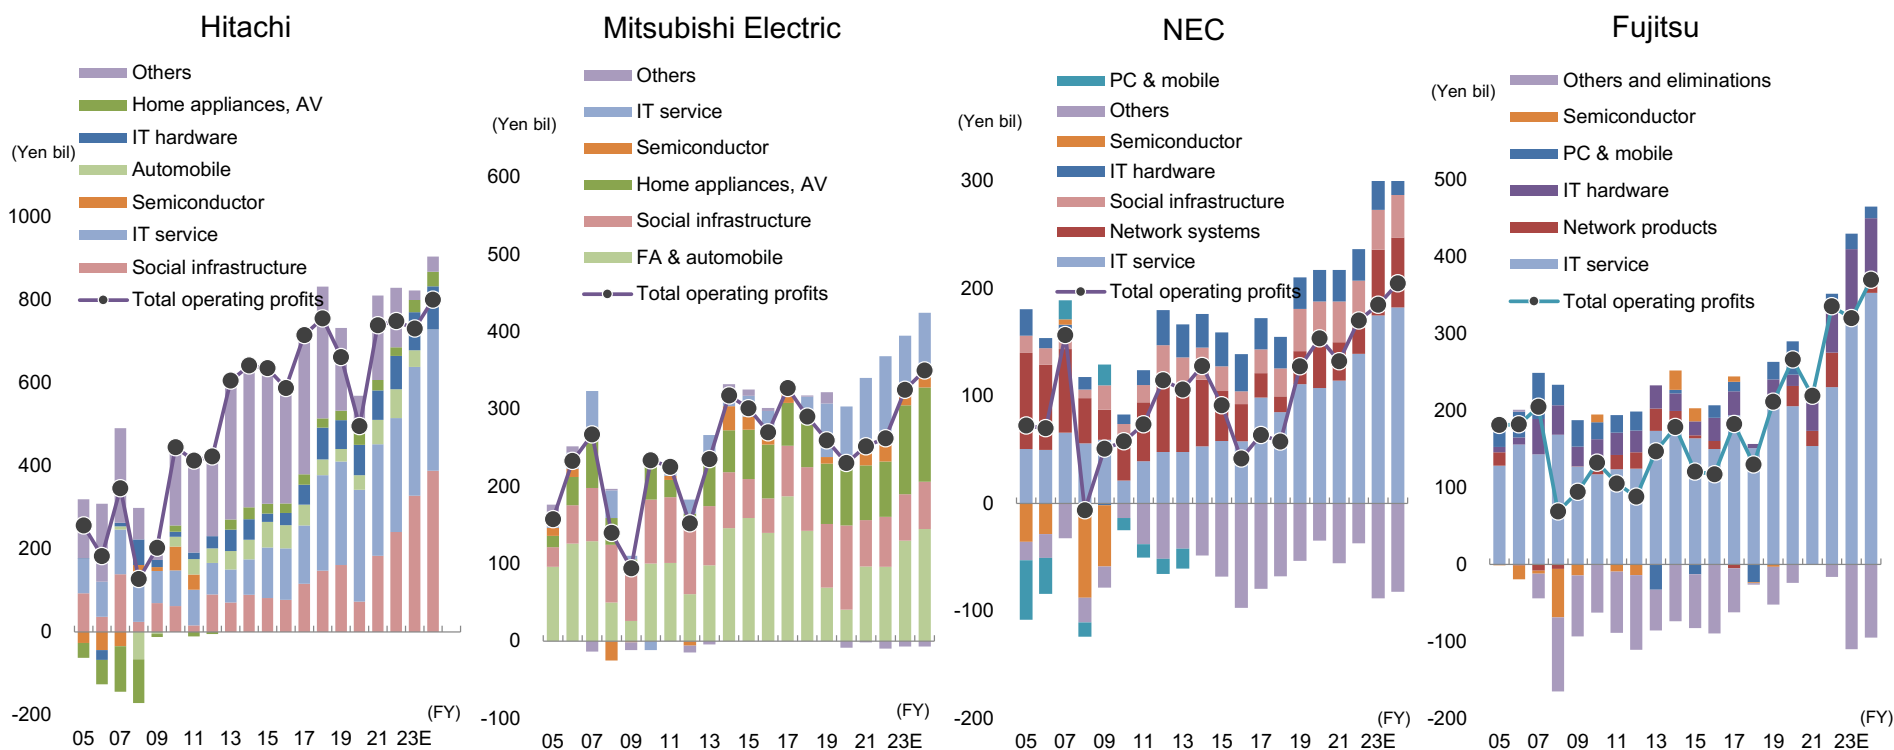 Hitachi
Others
Home appliances, AV
IT hardware
(Yen bil)
Automobile
Semiconductor
1000
IT service
Social infrastructure
800
Total operating profits
600
400
200
0
-200
(FY)
05 07 09 11 13 15 17 19 21 23E
Mitsubishi Electric
Others
IT service
(Yen bil)
Semiconductor
600
Home appliances, AV
Social infrastructure
500
FA & automobile
Total operating profits
400
300
200
100
0
-100
(FY)
05 07 09 11 13 15 17 19 21 23E
NEC
PC & mobile
Others
(Yen bil)
Semiconductor
IT hardware
300
Social infrastructure
Network systems
IT service
200
Total operating profits
100
0
-100
-200
(FY)
05 07 09 11 13 15 17 19 21 23E
Fujitsu
Others and eliminations
(Yen bil)
Semiconductor
PC & mobile
500
IT hardware
Network products
400
IT service
Total operating profits
300
200
100
0
-100
-200
(FY)
05 07 09 11 13 15 17 19 21 23E